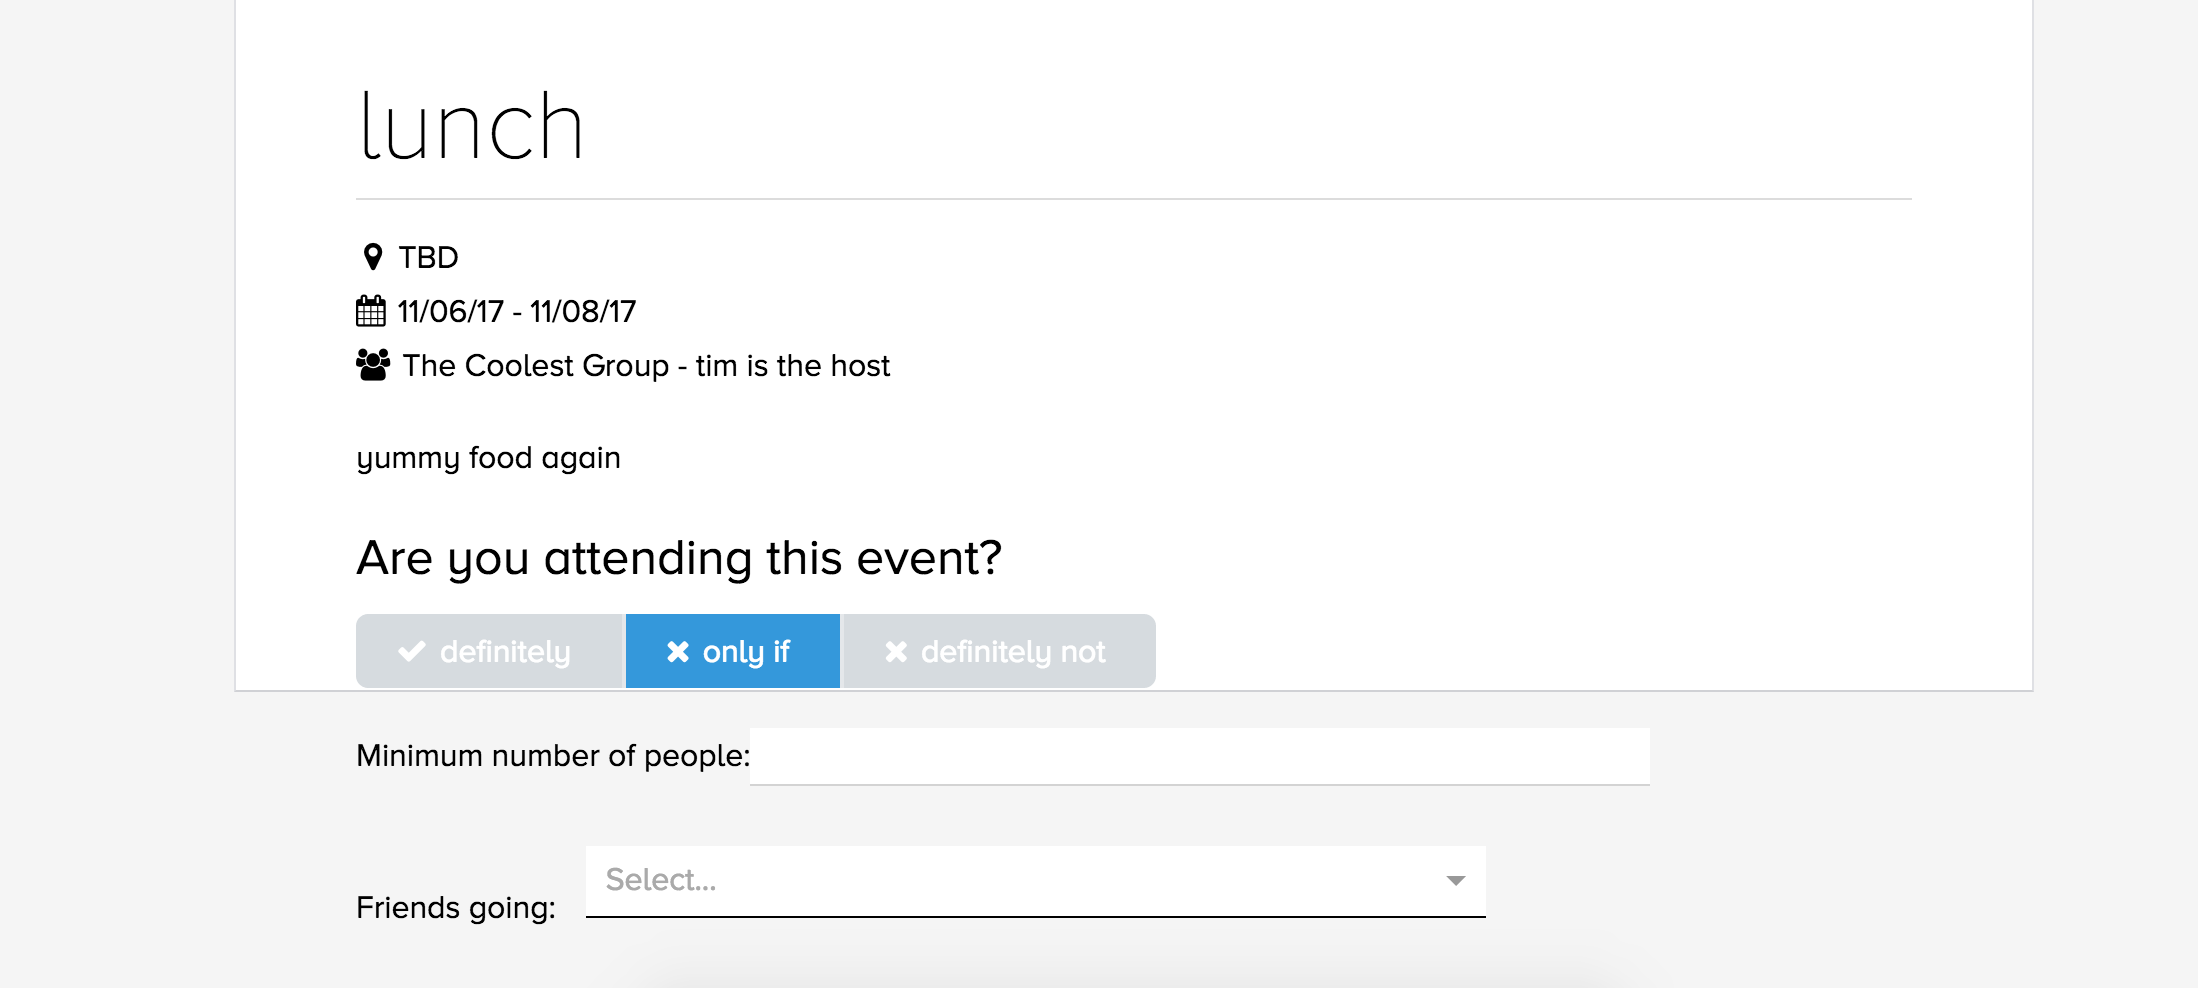 lunch
TBD
11/06/17 - 11/08/17
The Coolest Group - tim is the host
yummy food again
Are you attending this event?
definitely only if definitely not
Minimum number of people:
Select...
Friends going: